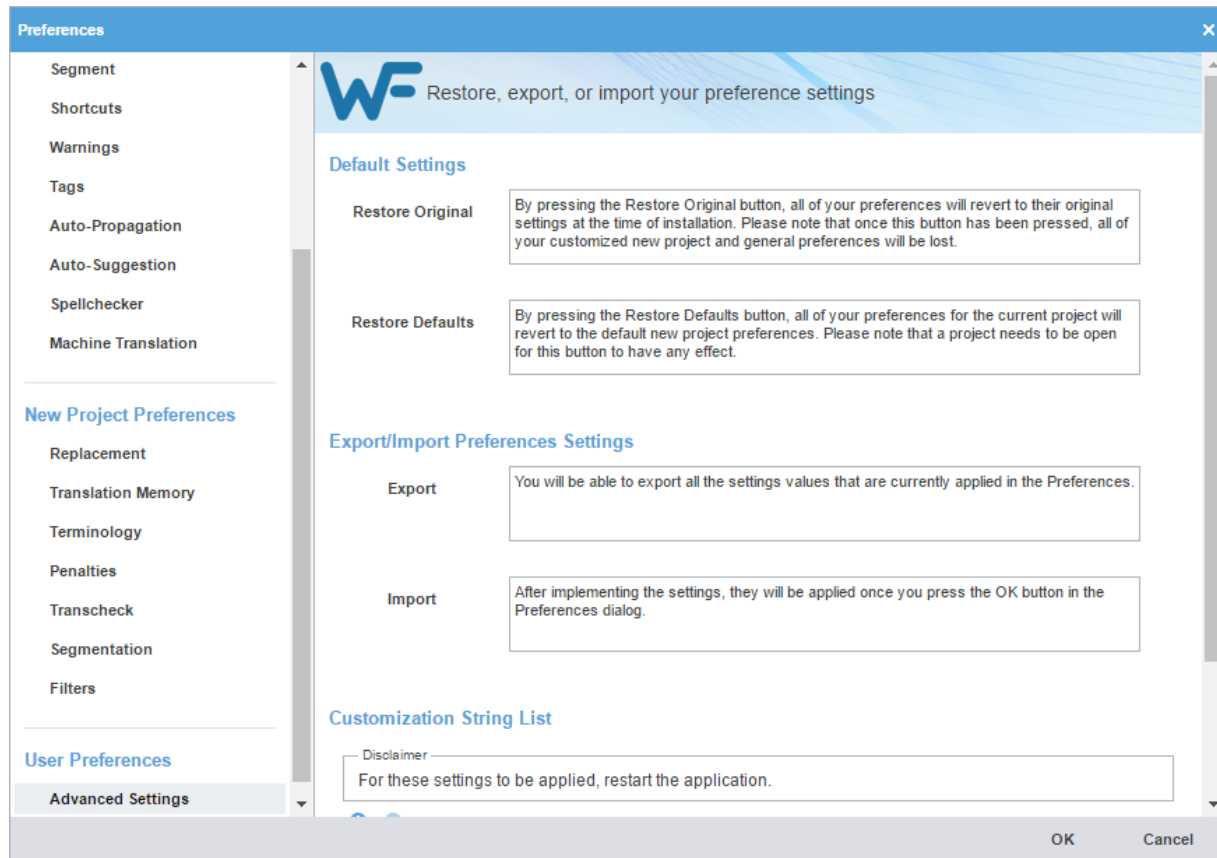 Preferences
Segment
Shortcuts
Warnings
Tags
Auto-Propagation
Auto-Suggestion
Spellchecker
Machine Translation
New Project Preferences
Replacement
Translation Memory
Terminology
Penalties
Transcheck
Segmentation
Filters
User Preferences
Advanced Settings
WF
Restore, export, or import your preference settings
Default Settings
Restore Original
By pressing the Restore Original button, all of your preferences will revert to their original
settings at the time of installation. Please note that once this button has been pressed, all of
your customized new project and general preferences will be lost.
Restore Defaults
By pressing the Restore Defaults button, all of your preferences for the current project will
revert to the default new project preferences. Please note that a project needs to be open
for this button to have any effect.
Export/Import Preferences Settings
Export
You will be able to export all the settings values that are currently applied in the Preferences.
Import
After implementing the settings, they will be applied once you press the OK button in the
Preferences dialog.
Customization String List
Disclaimer
For these settings to be applied, restart the application.
OK
Cancel